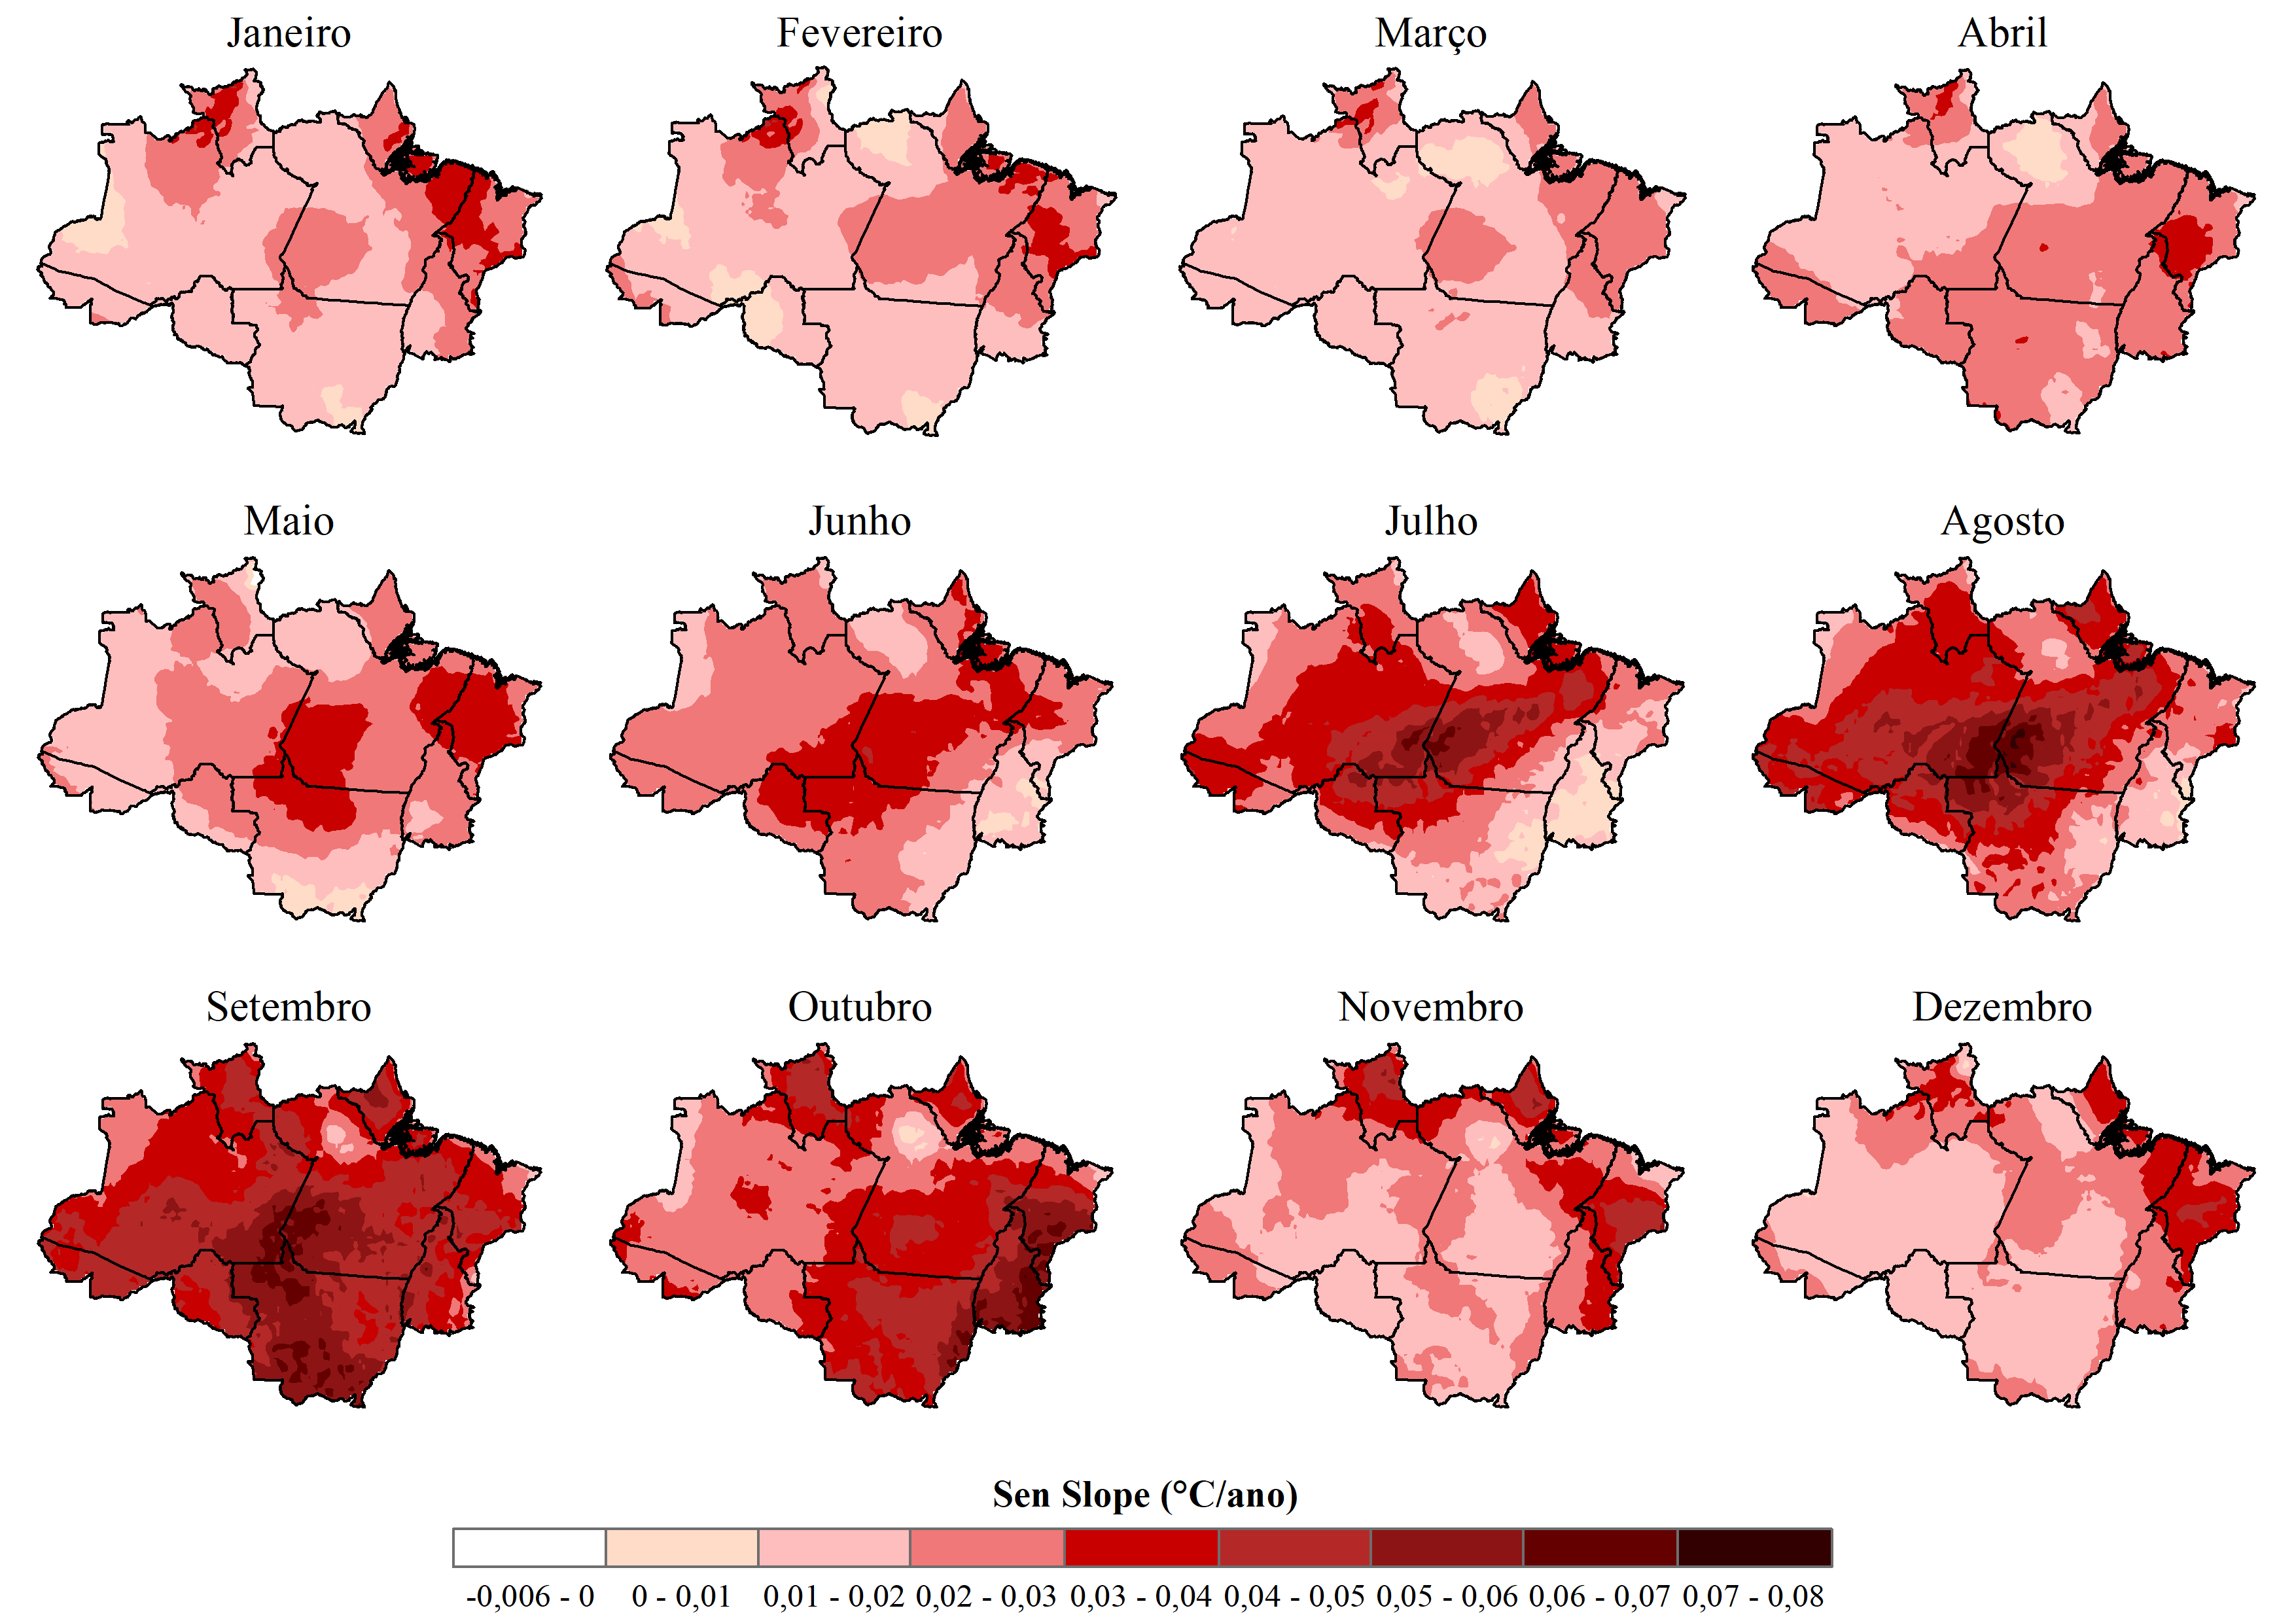 Janeiro Fevereiro Março Abril
Maio Junho Julho Agosto
Setembro Outubro Novembro Dezembro
Sen Slope (°C/ano)
-0,006 - 0 0 - 0,01 0,01 - 0,02 0,02 - 0,03 0,03 - 0,04 0,04 - 0,05 0,05 - 0,06 0,06 - 0,07 0,07 - 0,08